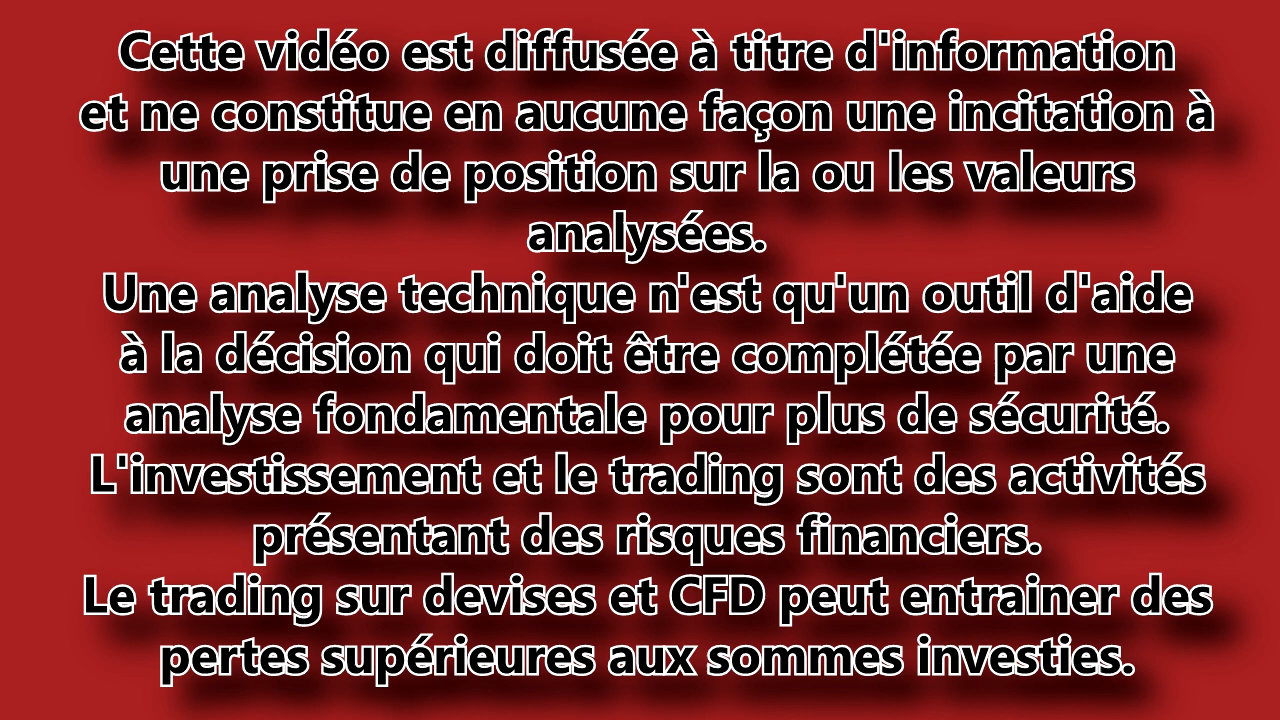 Cette vidéo est diffusée à titre d'information
et ne constitue en aucune façon une incitation à
une prise de position sur la ou les valeurs
analysées.
Une analyse technique n'est qu'un outil d'aide
à la décision qui doit être complétée par une
analyse fondamentale pour plus de sécurité.
L'investissement et le trading sont des activités
présentant des risques financiers.
Le trading sur devises et CFD peut entrainer des
pertes supérieures aux sommes investies.